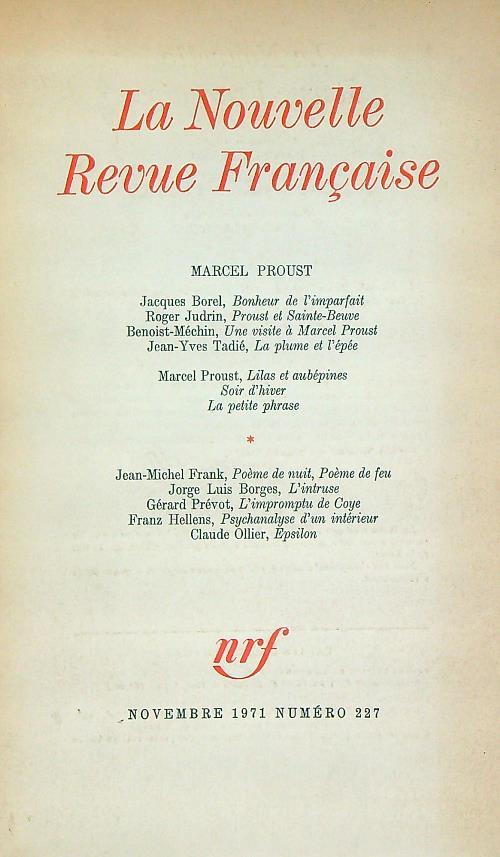 La Nouvelle
Revue Française
MARCEL PROUST
Jacques Borel, Bonheur de l'imparfait
Roger Judrin, Proust et Sainte-Beuve
Benoist-Méchin, Une visite à Marcel Proust
Jean-Yves Tadié, La plume et l'épée
Marcel Proust, Lilas et aubépines
Soir d'hiver
La petite phrase
*
Jean-Michel Frank, Poème de nuit, Poème de feu
Jorge Luis Borges, L'intruse
Gérard Prévot, L'impromptu de Coye
Franz Hellens, Psychanalyse d'un intérieur
Claude Ollier, Epsilon
nrf
NOVEMBRE 1971 NUMÉRO 227